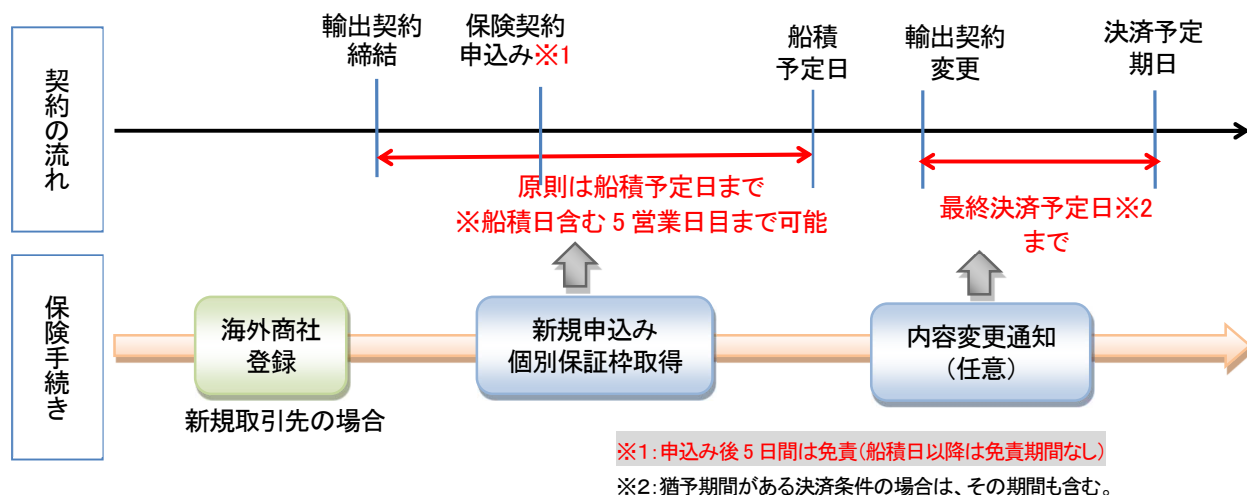 契約の流れ
輸出契約
締結
保険契約
申込み※1
船積
予定日
輸出契約
変更
決済予定
期日
原則は船積予定日まで
※船積日含む5営業日目まで可能
最終決済予定日※2
まで
保険手続き
海外商社
登録
新規取引先の場合
新規申込み
個別保証枠取得
内容変更通知
(任意)
※1:申込み後5日間は免責(船積日以降は免責期間なし)
※2:猶予期間がある決済条件の場合は、その期間も含む。